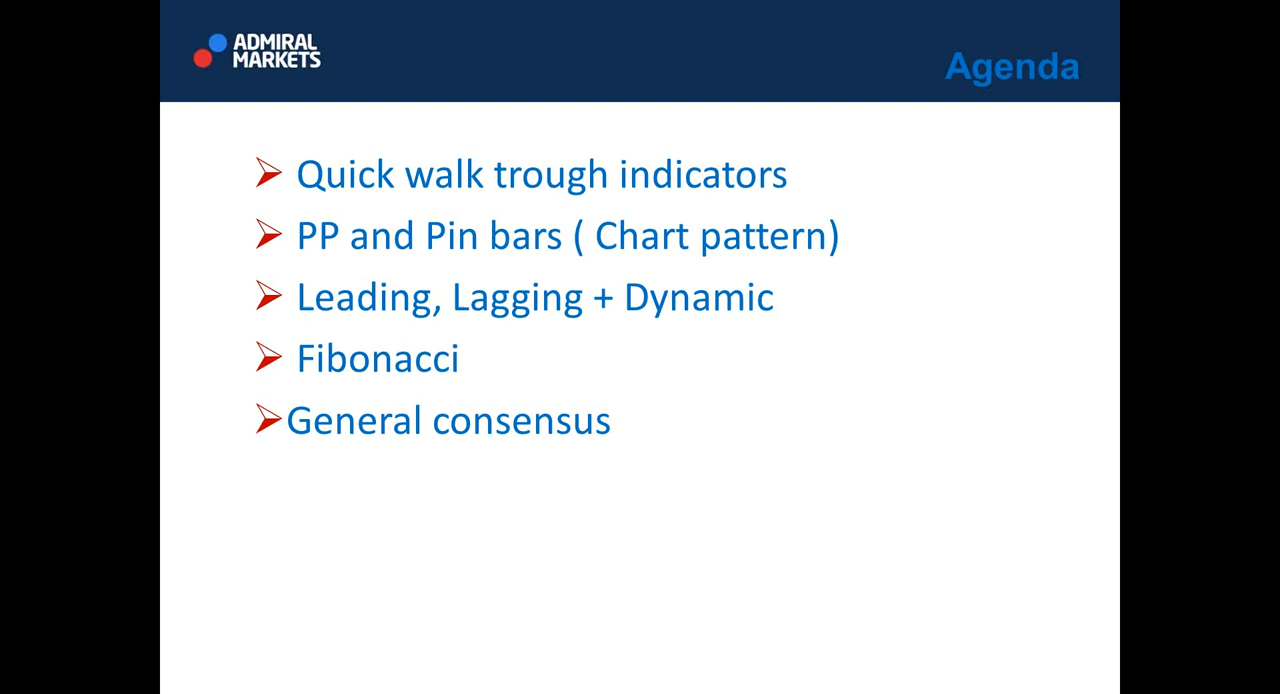 ADMIRAL
MARKETS
Agenda
Quick walk trough indicators
PP and Pin bars ( Chart pattern)
Leading, Lagging + Dynamic
Fibonacci
General consensus